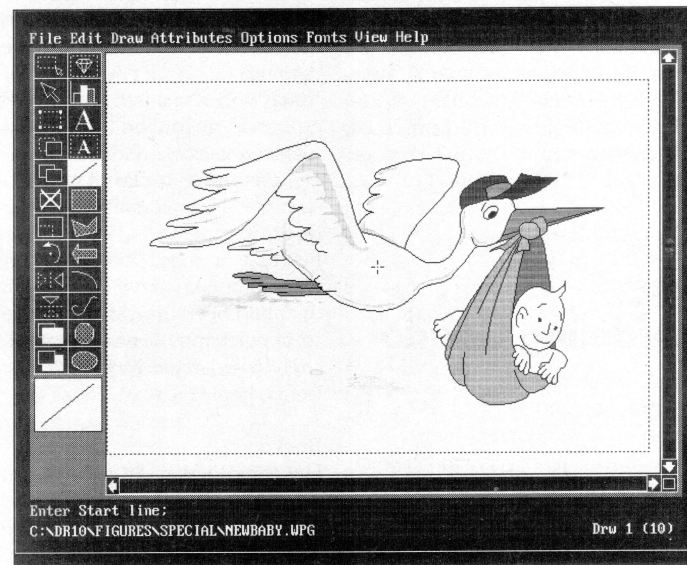 File Edit Draw Attributes Options Fonts View Help
A
A
Enter Start line;
C:\DR10\FIGURES\SPECIAL\NEWBABY.WPG
Drw 1 (10)